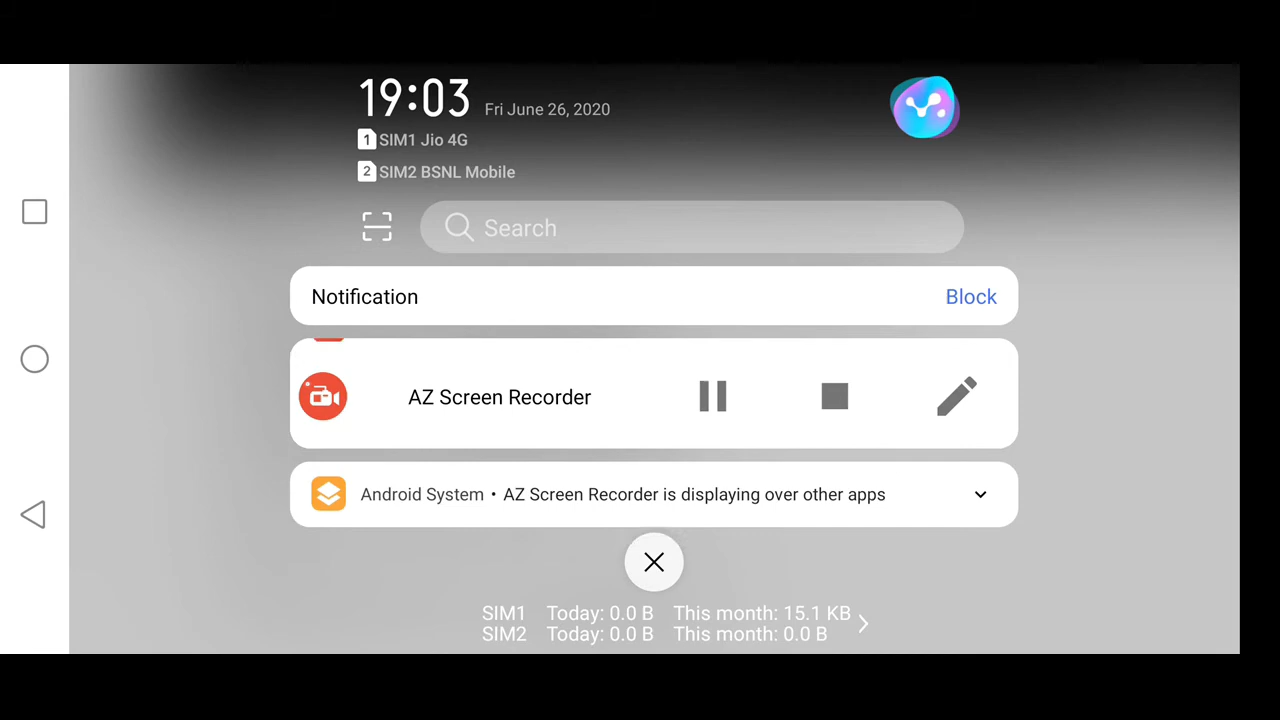 19:03 Fri June 26, 2020
1 SIM1 Jio 4G
2 SIM2 BSNL Mobile
Search
Notification Block
AZ Screen Recorder
Android System • AZ Screen Recorder is displaying over other apps
SIM1 Today: 0.0 B This month: 15.1 KB
SIM2 Today: 0.0 B This month: 0.0 B